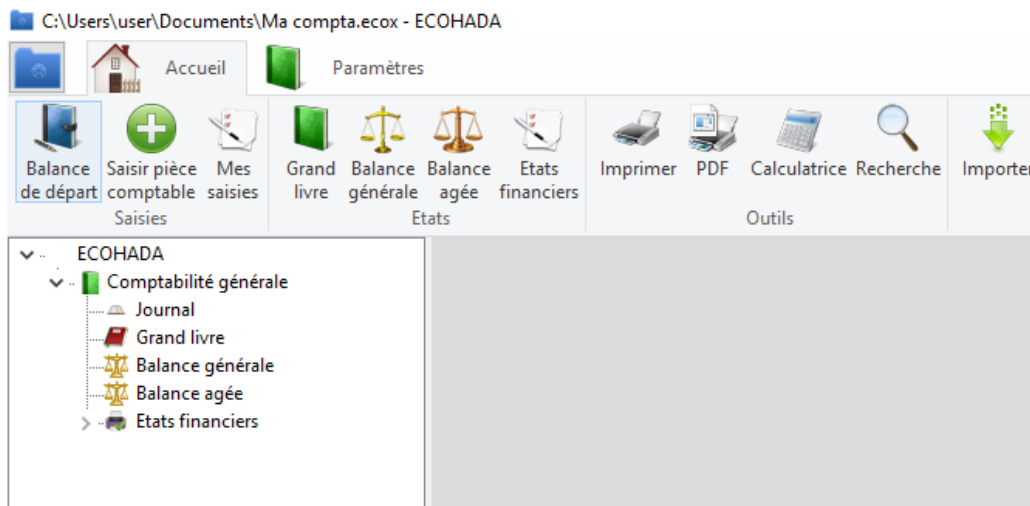 C:\Users\user\Documents\Ma compta.ecox - ECOHADA
Accueil Paramètres
Balance Saisir pièce Mes Grand Balance Balance Etats Imprimer PDF Calculatrice Recherche Importer
de départ comptable saisies livre générale agée financiers
Saisies Etats Outils
ECOHADA
Comptabilité générale
Journal
Grand livre
Balance générale
Balance agée
Etats financiers